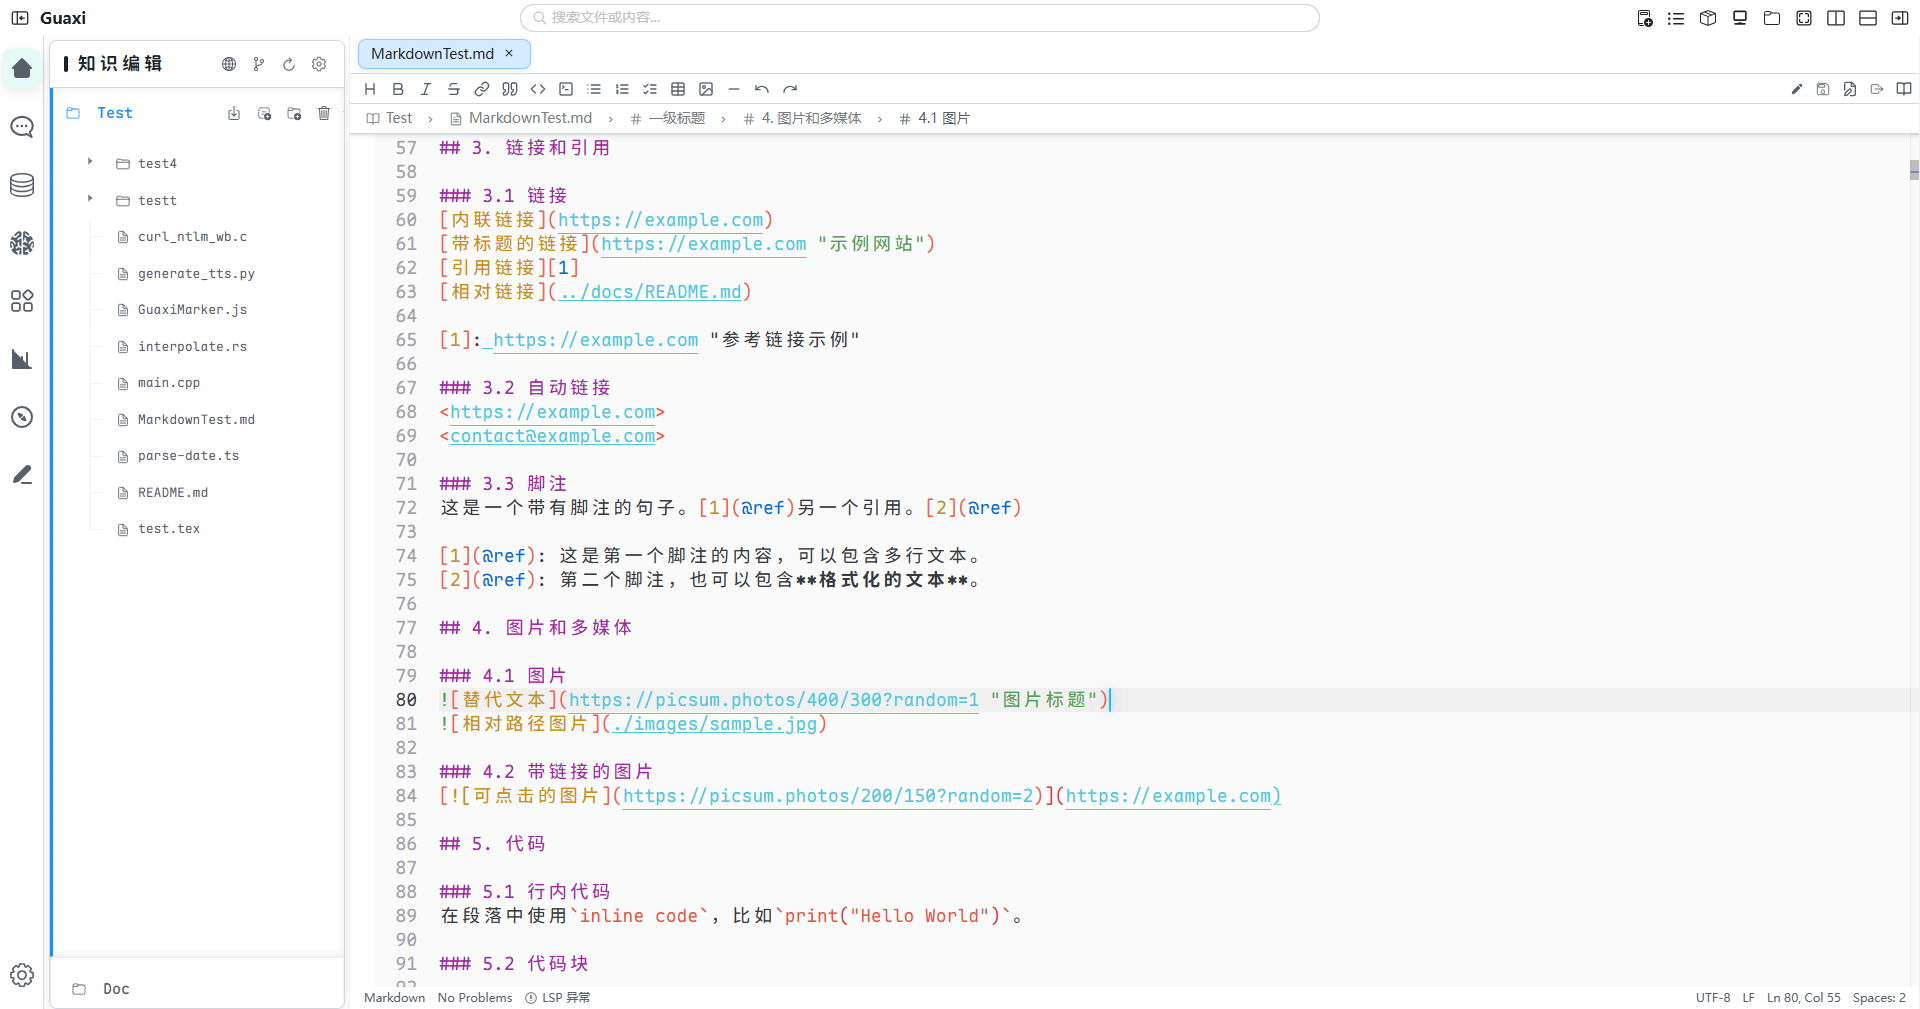 Guaxi
搜索文件或内容...
知识编辑
Test
test4
testt
curl_ntlm_wb.c
generate_tts.py
GuaxiMarker.js
interpolate.rs
main.cpp
MarkdownTest.md
parse-date.ts
README.md
test.tex
Doc
MarkdownTest.md ×
Test › MarkdownTest.md › # 一级标题 › # 4. 图片和多媒体 › # 4.1 图片
57 ## 3. 链接和引用
58
59 ### 3.1 链接
60 [内联链接](https://example.com)
61 [带标题的链接](https://example.com "示例网站")
62 [引用链接][1]
63 [相对链接](../docs/README.md)
64
65 [1]: https://example.com "参考链接示例"
66
67 ### 3.2 自动链接
68 <https://example.com>
69 <contact@example.com>
70
71 ### 3.3 脚注
72 这是一个带有脚注的句子。[1](@ref)另一个引用。[2](@ref)
73
74 [1](@ref): 这是第一个脚注的内容，可以包含多行文本。
75 [2](@ref): 第二个脚注，也可以包含**格式化的文本**。
76
77 ## 4. 图片和多媒体
78
79 ### 4.1 图片
80 ![替代文本](https://picsum.photos/400/300?random=1 "图片标题")
81 ![相对路径图片](./images/sample.jpg)
82
83 ### 4.2 带链接的图片
84 [![可点击的图片](https://picsum.photos/200/150?random=2)](https://example.com)
85
86 ## 5. 代码
87
88 ### 5.1 行内代码
89 在段落中使用`inline code`，比如`print("Hello World")`。
90
91 ### 5.2 代码块
Markdown No Problems LSP 异常
UTF-8 LF Ln 80, Col 55 Spaces: 2